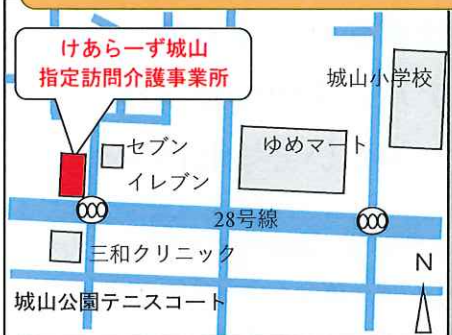 けあらーず城山
指定訪問介護事業所
城山小学校
セブン
イレブン
ゆめマート
28号線
三和クリニック
N
城山公園テニスコート